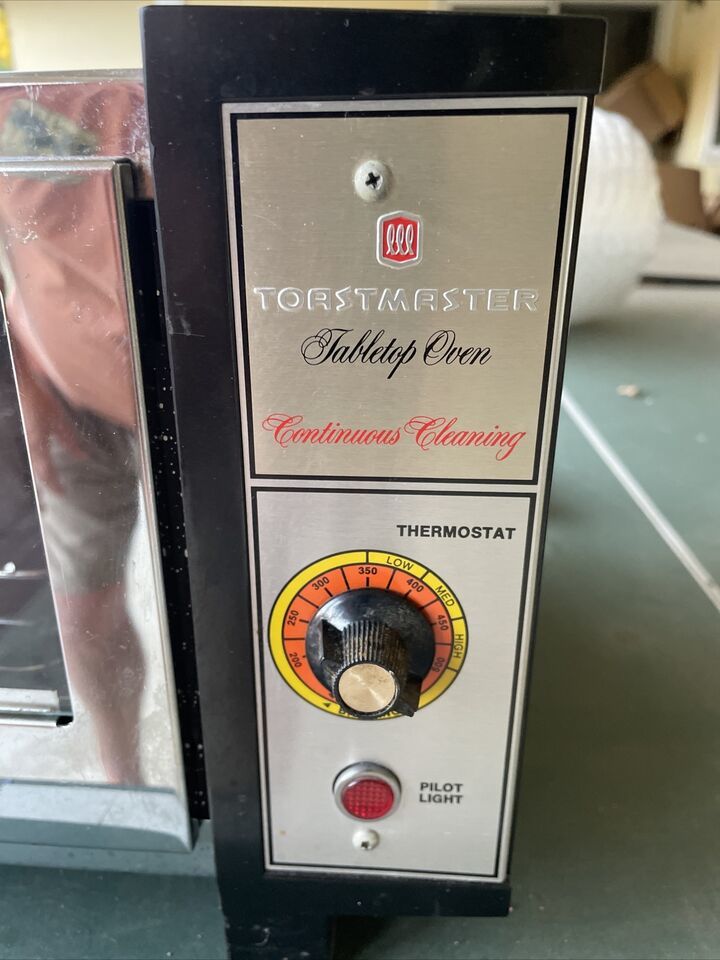 TOASTMASTER
Tabletop Oven
Continuous Cleaning
THERMOSTAT
LOW
MED
HIGH
200
250
300
350
400
450
500
PILOT
LIGHT